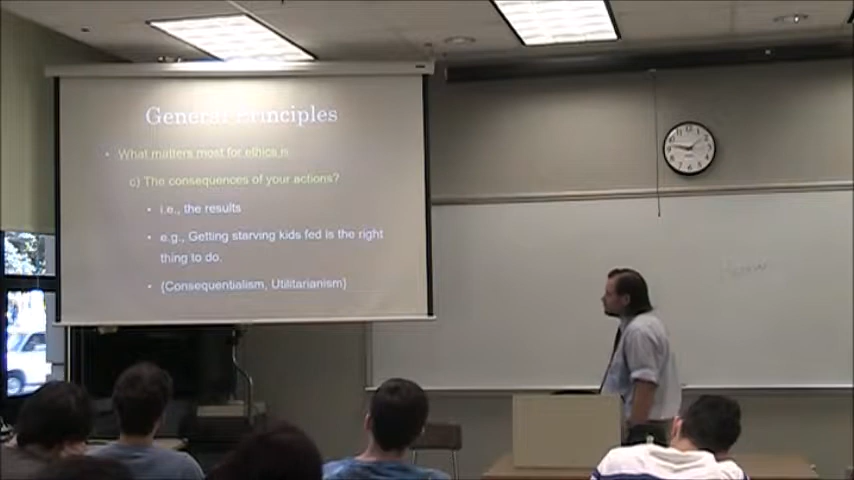 General Principles
• What matters most for ethics is
c) The consequences of your actions?
• i.e., the results
• e.g., Getting starving kids fed is the right
thing to do.
• (Consequentialism, Utilitarianism)